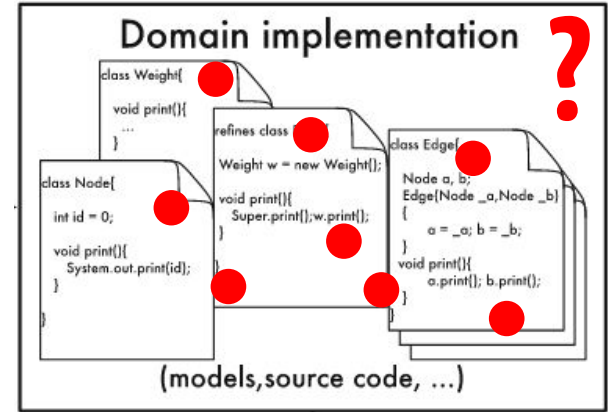 Domain implementation
?
class Weight{
void print(){
...
}
refines class
Weight w = new Weight();
void print(){
Super.print();w.print();
}
}
class Edge{
Node a, b;
Edge(Node _a,Node _b)
{
a = _a; b = _b;
}
void print(){
a.print(); b.print();
}
}
class Node{
int id = 0;
void print(){
System.out.print(id);
}
}
(models,source code, ...)